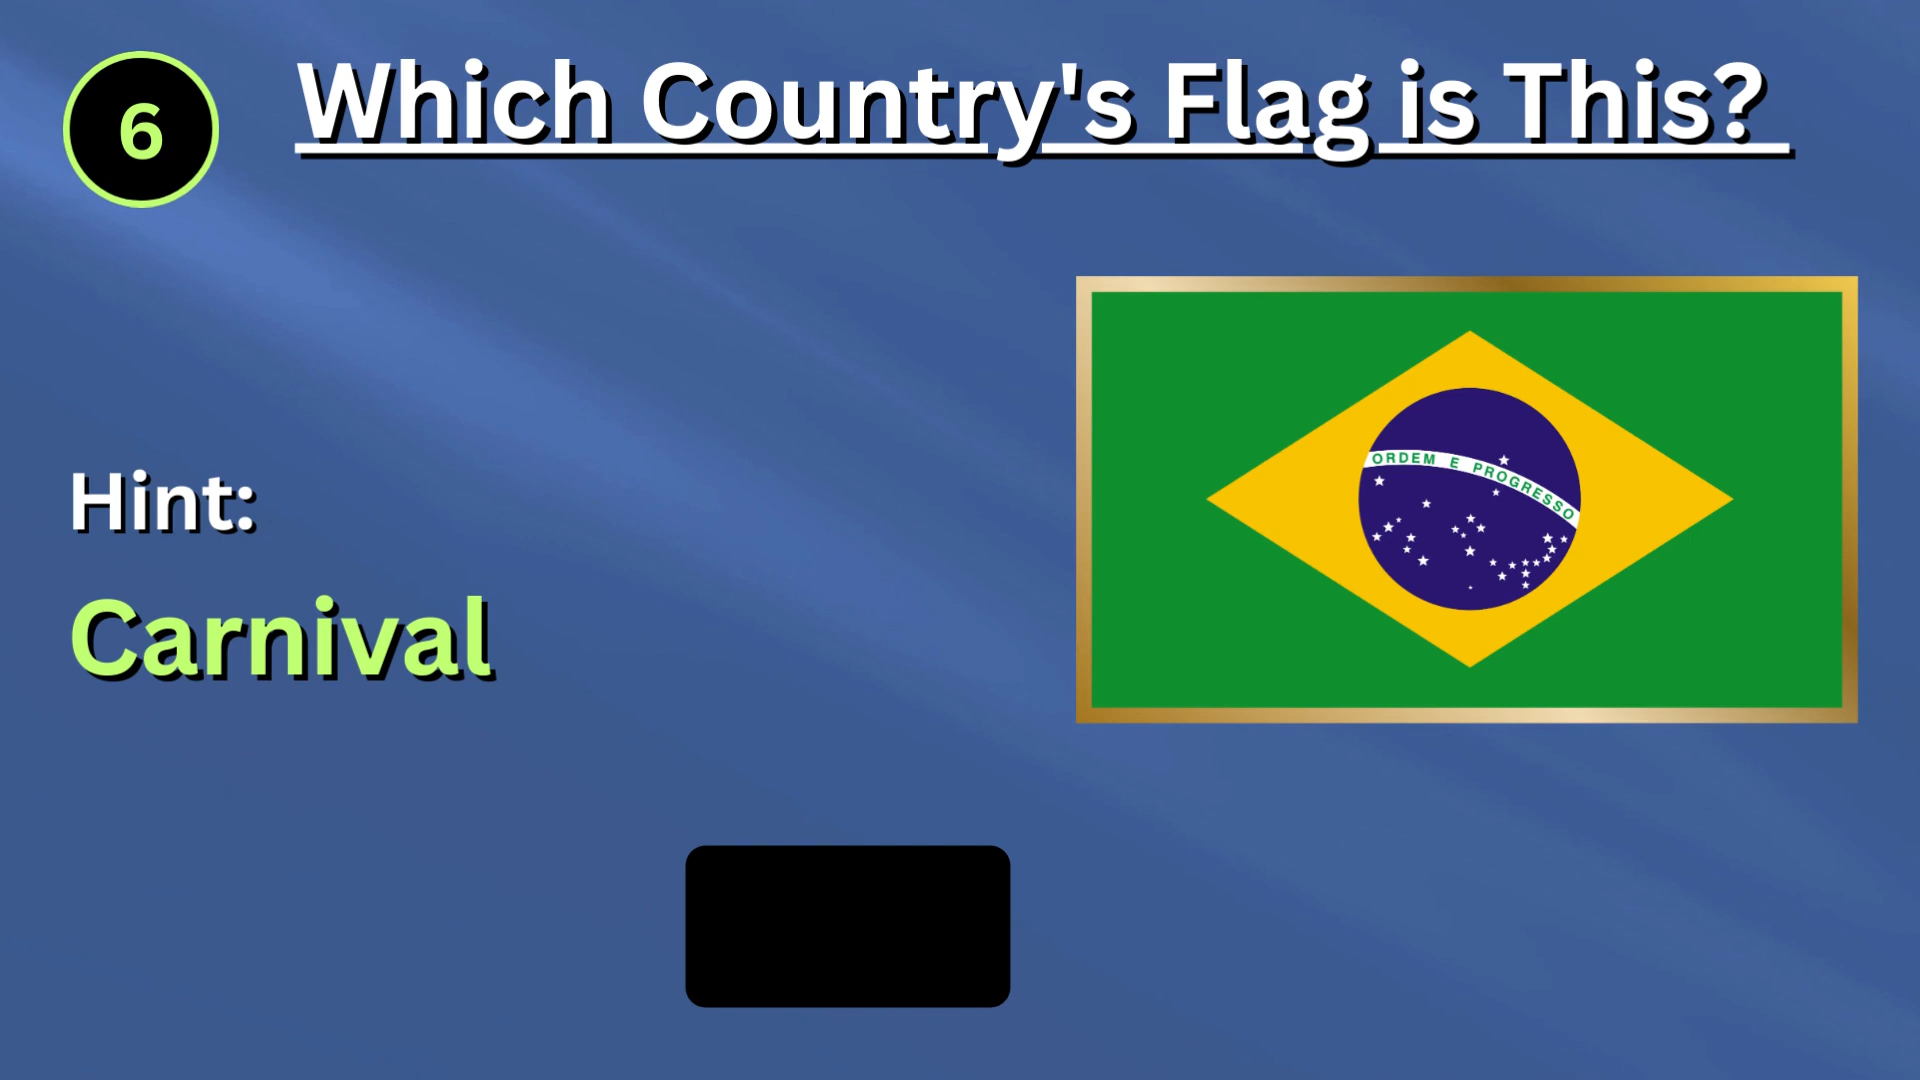 6
Which Country's Flag is This?
ORDEM E PROGRESSO
Hint:
Carnival